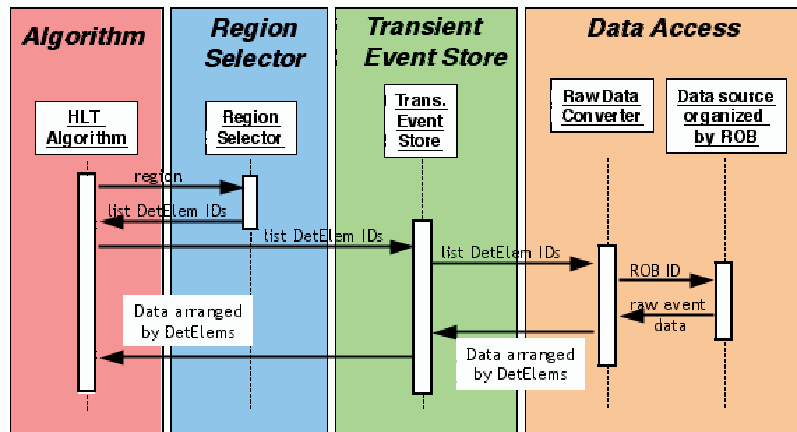 Algorithm
Region
Selector
Transient
Event Store
Data Access
HLT
Algorithm
Region
Selector
Trans.
Event
Store
Raw Data
Converter
Data source
organized
by ROB
region
list DetElem IDs
list DetElem IDs
list DetElem IDs
ROB ID
raw event
data
Data arranged
by DetElems
Data arranged
by DetElems